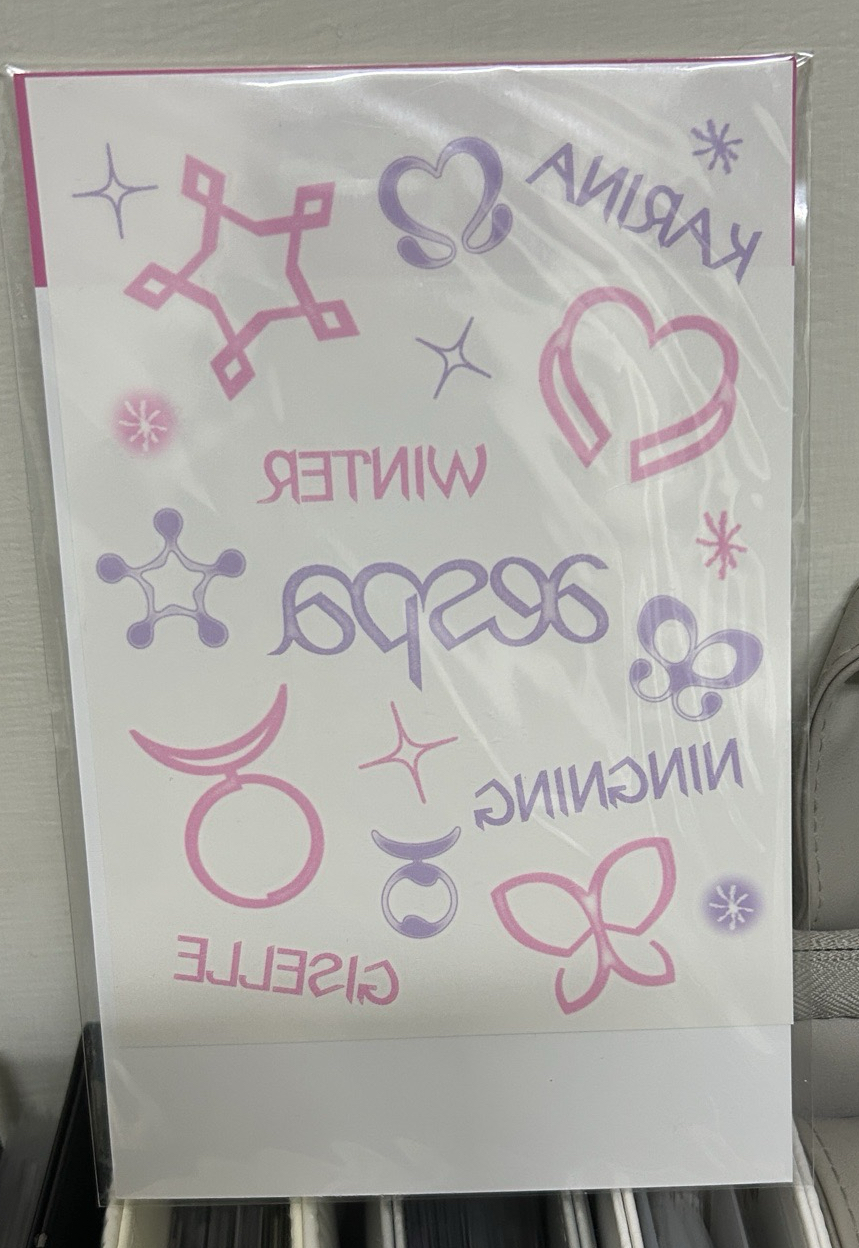 KARINA
WINTER
aespa
NINGNING
GISELLE